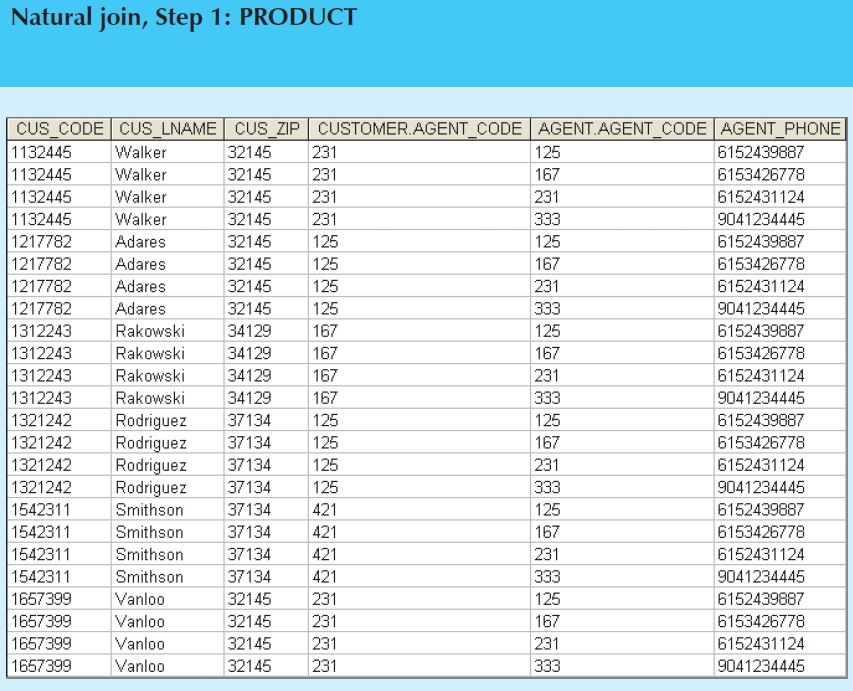 Natural join, Step 1: PRODUCT
CUS_CODE CUS_LNAME CUS_ZIP CUSTOMER.AGENT_CODE AGENT.AGENT_CODE AGENT_PHONE
1132445 Walker 32145 231 125 6152439887
1132445 Walker 32145 231 167 6153426778
1132445 Walker 32145 231 231 6152431124
1132445 Walker 32145 231 333 9041234445
1217782 Adares 32145 125 125 6152439887
1217782 Adares 32145 125 167 6153426778
1217782 Adares 32145 125 231 6152431124
1217782 Adares 32145 125 333 9041234445
1312243 Rakowski 34129 167 125 6152439887
1312243 Rakowski 34129 167 167 6153426778
1312243 Rakowski 34129 167 231 6152431124
1312243 Rakowski 34129 167 333 9041234445
1321242 Rodriguez 37134 125 125 6152439887
1321242 Rodriguez 37134 125 167 6153426778
1321242 Rodriguez 37134 125 231 6152431124
1321242 Rodriguez 37134 125 333 9041234445
1542311 Smithson 37134 421 125 6152439887
1542311 Smithson 37134 421 167 6153426778
1542311 Smithson 37134 421 231 6152431124
1542311 Smithson 37134 421 333 9041234445
1657399 Vanloo 32145 231 125 6152439887
1657399 Vanloo 32145 231 167 6153426778
1657399 Vanloo 32145 231 231 6152431124
1657399 Vanloo 32145 231 333 9041234445